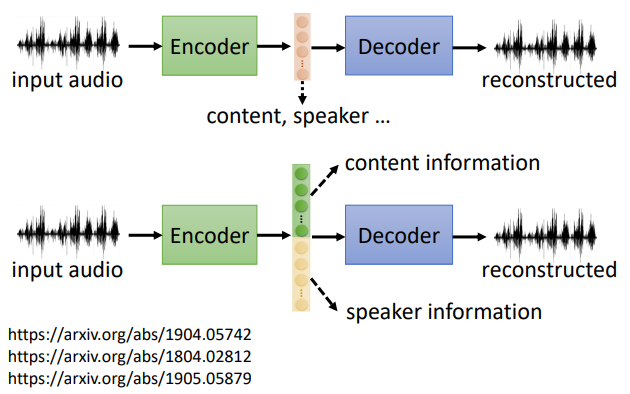 Encoder
Decoder
input audio
reconstructed
content, speaker ...
content information
Encoder
Decoder
input audio
reconstructed
speaker information
https://arxiv.org/abs/1904.05742
https://arxiv.org/abs/1804.02812
https://arxiv.org/abs/1905.05879